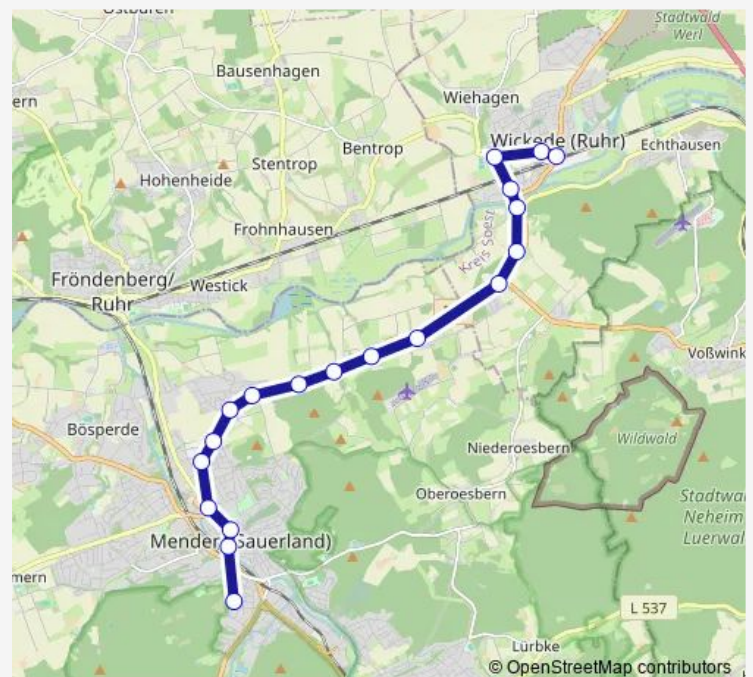 Ostbüren
Stadtwald
Werl
Bausenhagen
ern
Wiehagen
Wickede (Ruhr)
Echthausen
Bentrop
Stentrop
Hohenheide
Frohnhausen
Kreis Soest
Fröndenberg/
Ruhr
Westick
Voßwink
Bösperde
Wildwald
Niederoesbern
Oberoesbern
Stadtwa
Neheim
Luerwal
Menden (Sauerland)
mern
L 537
Lürbke
© OpenStreetMap contributors